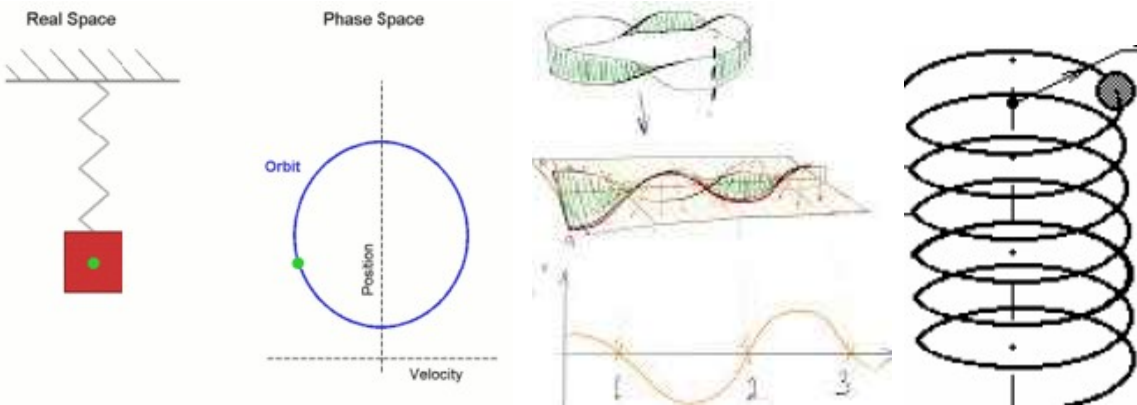 Real Space
Phase Space
Orbit
Position
Velocity
1
2
3